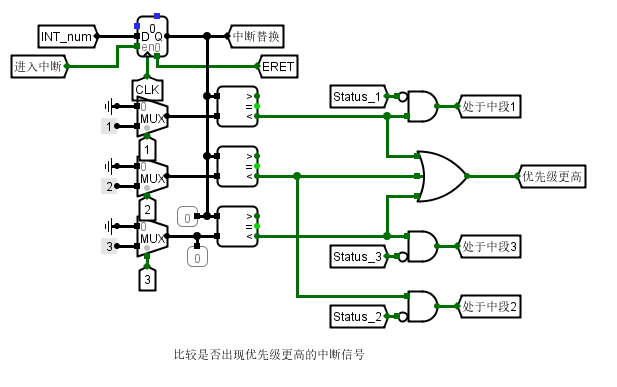 INT_num
0
D Q
en0
中断替换
进入中断
ERET
CLK
0
MUX
1
1
0
MUX
2
2
0
MUX
3
3
>
=
<
>
=
<
>
=
<
0
0
Status_1
处于中段1
优先级更高
处于中段3
Status_3
处于中段2
Status_2
比较是否出现优先级更高的中断信号